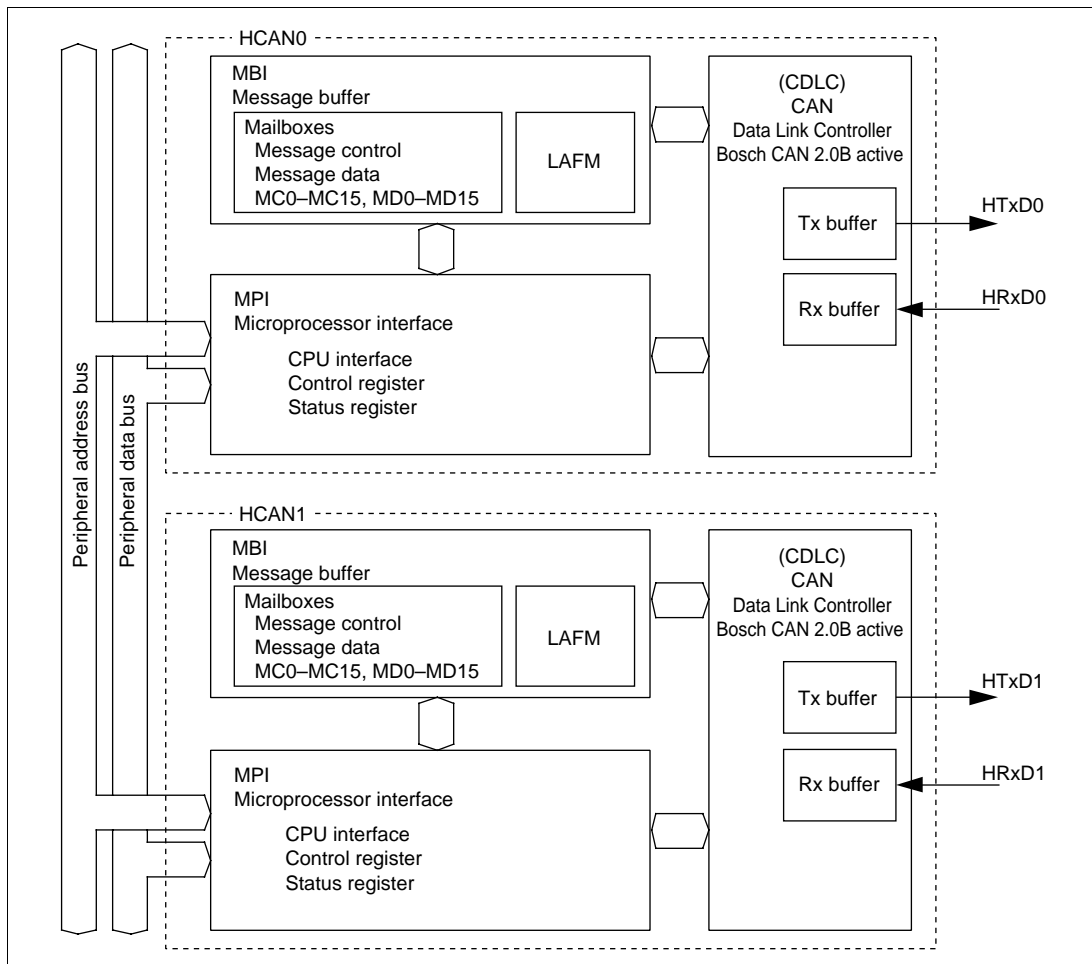 HCAN0
MBI
Message buffer
Mailboxes
Message control
Message data
MC0–MC15, MD0–MD15
LAFM
(CDLC)
CAN
Data Link Controller
Bosch CAN 2.0B active
Tx buffer
HTxD0
Rx buffer
HRxD0
MPI
Microprocessor interface
CPU interface
Control register
Status register
Peripheral address bus
Peripheral data bus
HCAN1
MBI
Message buffer
Mailboxes
Message control
Message data
MC0–MC15, MD0–MD15
LAFM
(CDLC)
CAN
Data Link Controller
Bosch CAN 2.0B active
Tx buffer
HTxD1
Rx buffer
HRxD1
MPI
Microprocessor interface
CPU interface
Control register
Status register